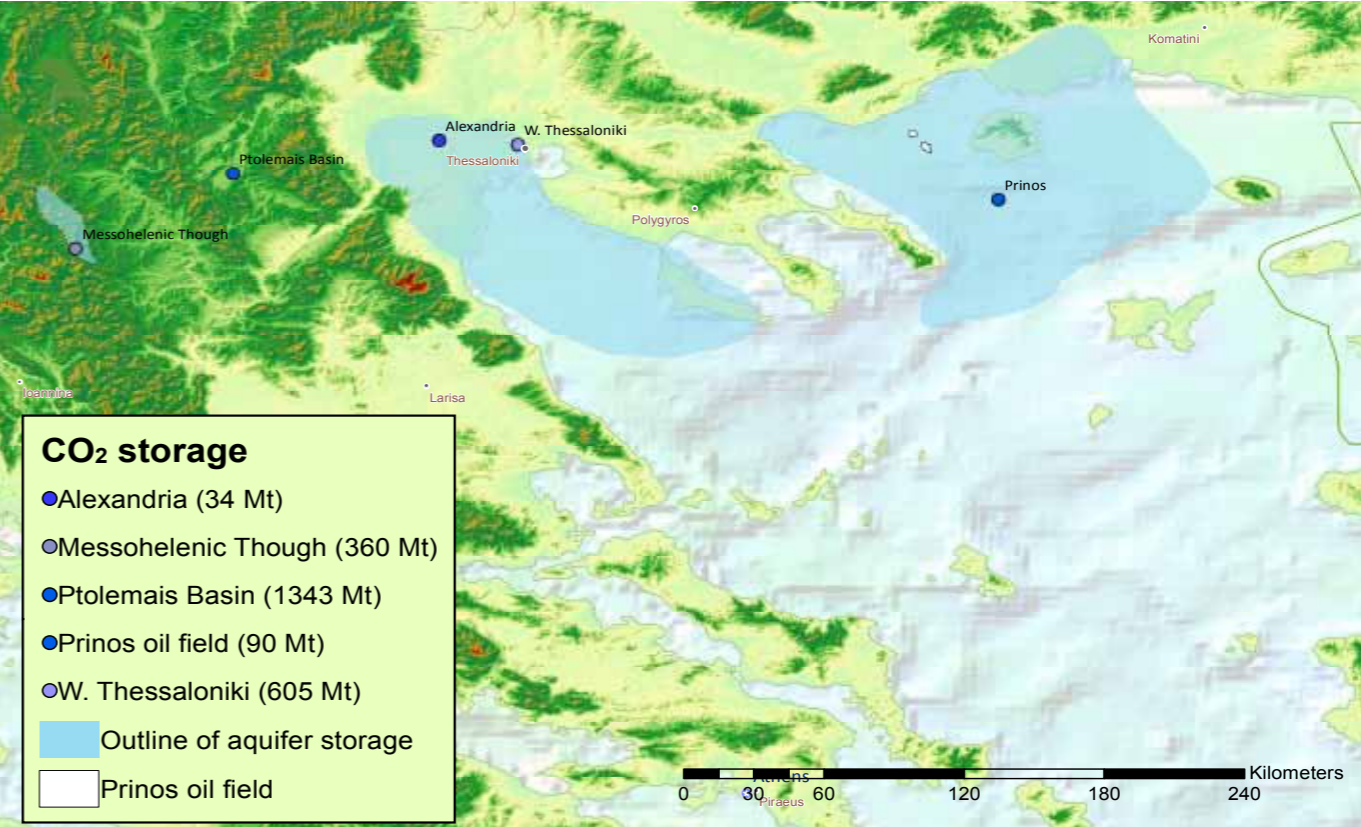 Komatini
Alexandria
W. Thessaloniki
Thessaloniki
Ptolemais Basin
Prinos
Polygyros
Messohelenic Though
Ioannina
Larisa
CO2 storage
Alexandria (34 Mt)
Messohelenic Though (360 Mt)
Ptolemais Basin (1343 Mt)
Prinos oil field (90 Mt)
W. Thessaloniki (605 Mt)
Outline of aquifer storage
Prinos oil field
Athens
Kilometers
0 30 60 120 180 240
Piraeus